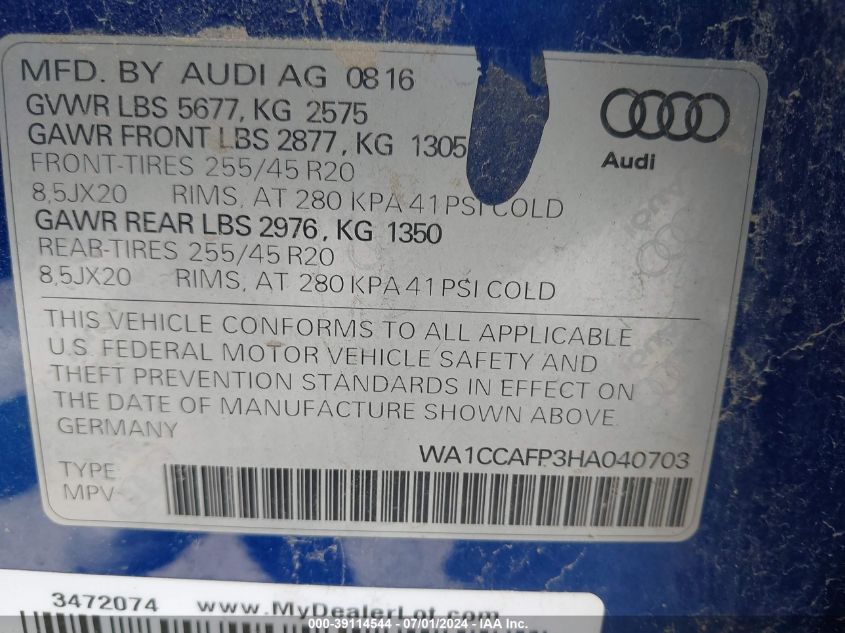 MFD. BY AUDI AG 0816
GVWR LBS 5677, KG 2575
GAWR FRONT LBS 2877, KG 1305
FRONT-TIRES 255/45 R20
8,5JX20 RIMS, AT 280 KPA 41 PSI COLD
GAWR REAR LBS 2976, KG 1350
REAR-TIRES 255/45 R20
8,5JX20 RIMS, AT 280 KPA 41 PSI COLD
Audi
THIS VEHICLE CONFORMS TO ALL APPLICABLE
U.S. FEDERAL MOTOR VEHICLE SAFETY AND
THEFT PREVENTION STANDARDS IN EFFECT ON
THE DATE OF MANUFACTURE SHOWN ABOVE
GERMANY
WA1CCAFP3HA040703
TYPE
MPV
3472074 www.MyDealerLot.com
000-39114544 - 07/01/2024 - IAA Inc.